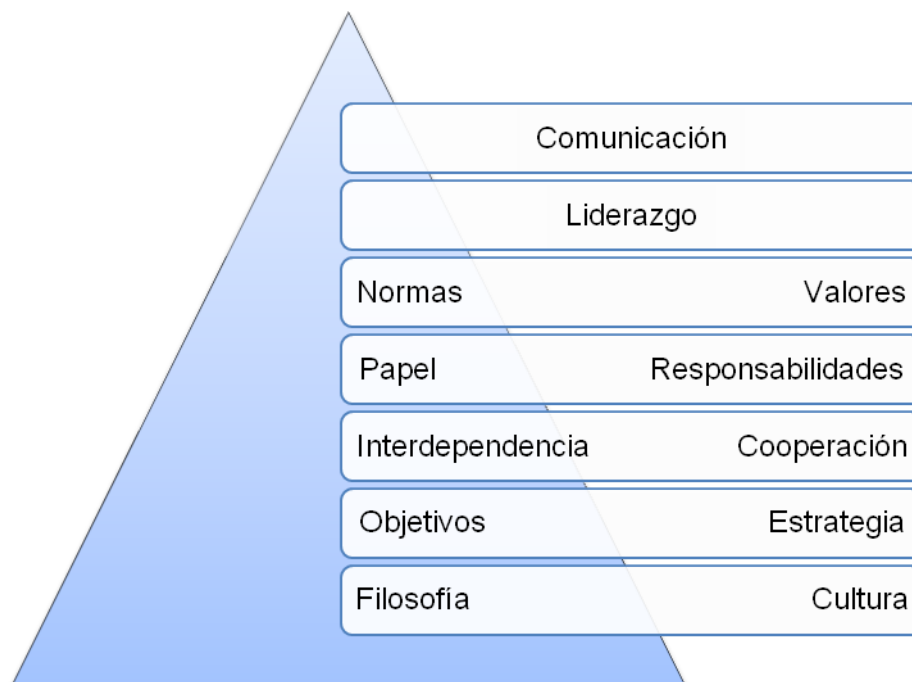 Comunicación
Liderazgo
Normas Valores
Papel Responsabilidades
Interdependencia Cooperación
Objetivos Estrategia
Filosofía Cultura